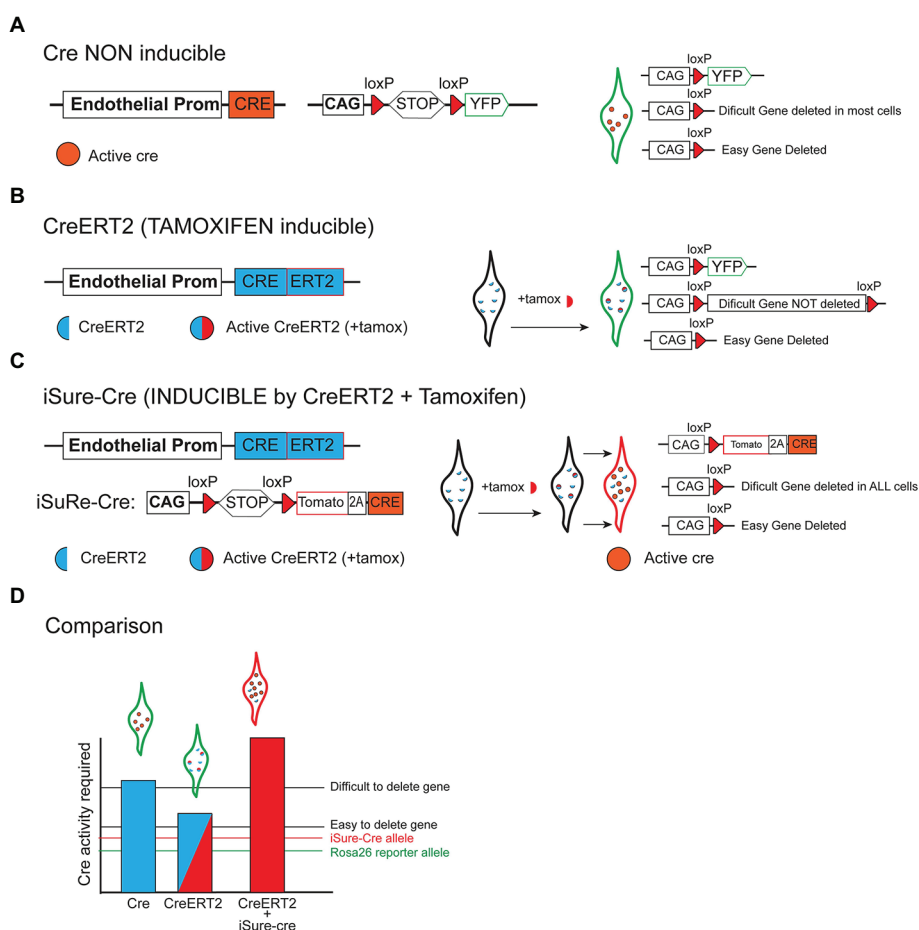 A
Cre NON inducible
Endothelial Prom CRE
loxP loxP
CAG STOP YFP
Active cre
loxP
CAG YFP
CAG Dificult Gene deleted in most cells
CAG Easy Gene Deleted
B
CreERT2 (TAMOXIFEN inducible)
Endothelial Prom CRE ERT2
CreERT2 Active CreERT2 (+tamox)
+tamox
loxP
CAG YFP
loxP loxP
CAG Dificult Gene NOT deleted
loxP
CAG Easy Gene Deleted
C
iSure-Cre (INDUCIBLE by CreERT2 + Tamoxifen)
Endothelial Prom CRE ERT2
loxP loxP
iSuRe-Cre: CAG STOP Tomato 2A CRE
CreERT2 Active CreERT2 (+tamox)
+tamox
Active cre
loxP
CAG Tomato 2A CRE
loxP
CAG Dificult Gene deleted in ALL cells
loxP
CAG Easy Gene Deleted
D
Comparison
Cre activity required
Difficult to delete gene
Easy to delete gene
iSure-Cre allele
Rosa26 reporter allele
Cre CreERT2 CreERT2
+
iSure-cre